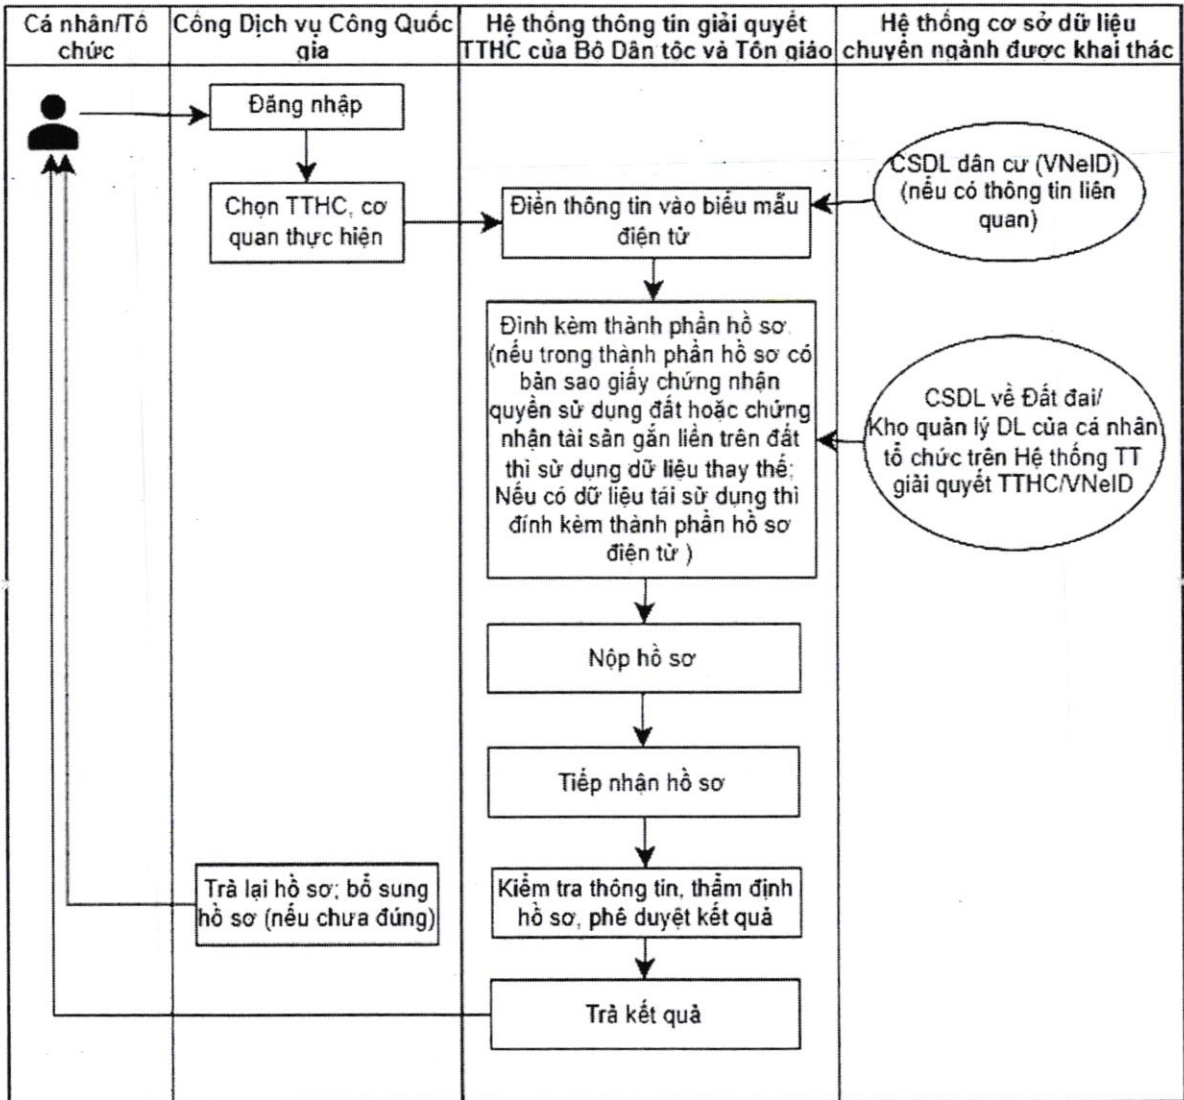 Cá nhân/Tổ
chức
Cổng Dịch vụ Công Quốc
gia
Hệ thống thông tin giải quyết
TTHC của Bộ Dân tộc và Tôn giáo
Hệ thống cơ sở dữ liệu
chuyên ngành được khai thác
Đăng nhập
Chọn TTHC, cơ
quan thực hiện
Điền thông tin vào biểu mẫu
điện tử
CSDL dân cư (VNeID)
(nếu có thông tin liên
quan)
Đính kèm thành phần hồ sơ.
(nếu trong thành phần hồ sơ có
bản sao giấy chứng nhận
quyền sử dụng đất hoặc chứng
nhận tài sản gắn liền trên đất
thì sử dụng dữ liệu thay thế;
Nếu có dữ liệu tái sử dụng thì
đính kèm thành phần hồ sơ
điện tử )
CSDL về Đất đai/
Kho quản lý DL của cá nhân,
tổ chức trên Hệ thống TT
giải quyết TTHC/VNeID
Nộp hồ sơ
Tiếp nhận hồ sơ
Trả lại hồ sơ; bổ sung
hồ sơ (nếu chưa đúng)
Kiểm tra thông tin, thẩm định
hồ sơ, phê duyệt kết quả
Trả kết quả